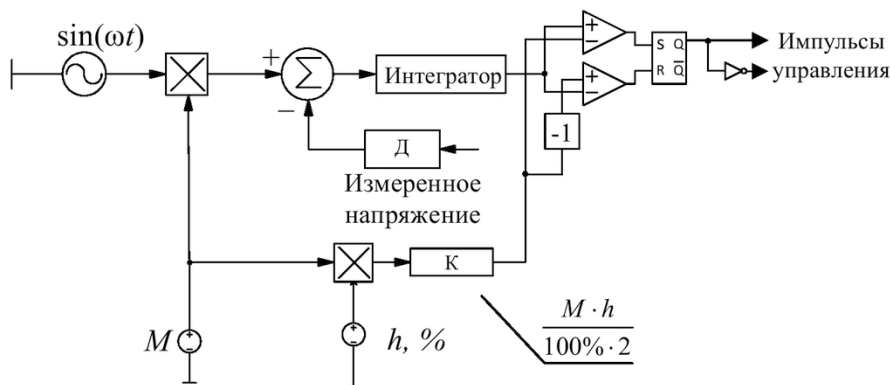 sin(ωt)
+
−
Σ
Интегратор
+
−
+
−
S Q
R Q̅
Импульсы
управления
-1
Д
Измеренное
напряжение
К
M
h, %
M · h
100% · 2